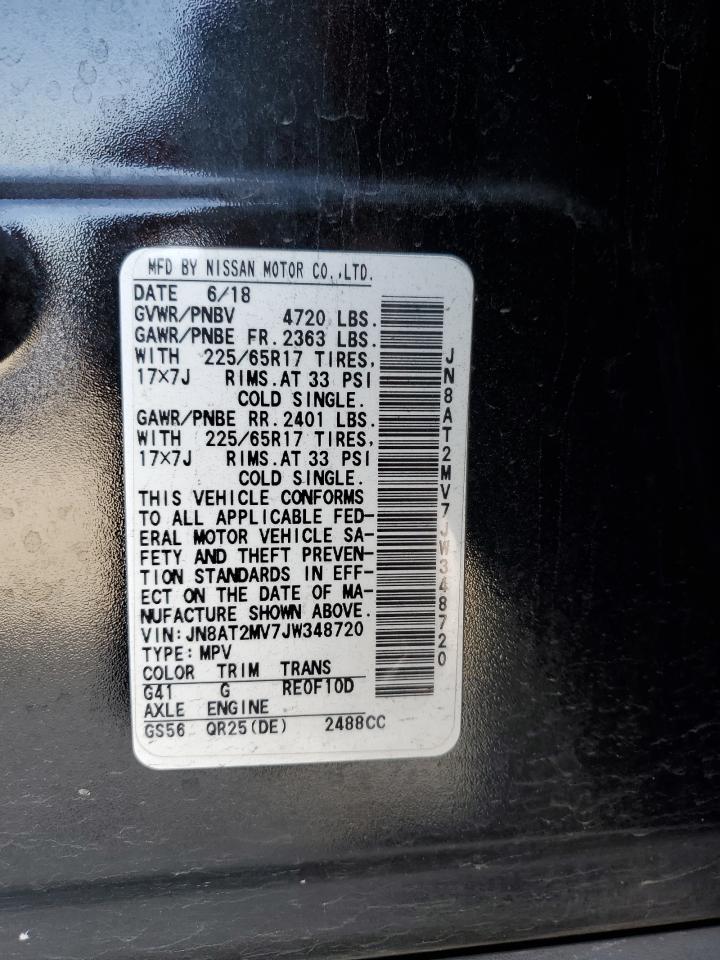 MFD BY NISSAN MOTOR CO.,LTD.
DATE 6/18
GVWR/PNBV 4720 LBS.
GAWR/PNBE FR. 2363 LBS.
WITH 225/65R17 TIRES,
17×7J RIMS.AT 33 PSI
COLD SINGLE.
GAWR/PNBE RR. 2401 LBS.
WITH 225/65R17 TIRES,
17×7J RIMS.AT 33 PSI
COLD SINGLE.
THIS VEHICLE CONFORMS
TO ALL APPLICABLE FED-
ERAL MOTOR VEHICLE SA-
FETY AND THEFT PREVEN-
TION STANDARDS IN EFF-
ECT ON THE DATE OF MA-
NUFACTURE SHOWN ABOVE.
VIN:JN8AT2MV7JW348720
TYPE:MPV
COLOR TRIM TRANS
G41 G RE0F10D
AXLE ENGINE
GS56 QR25(DE) 2488CC
JN8AT2MV7JW348720